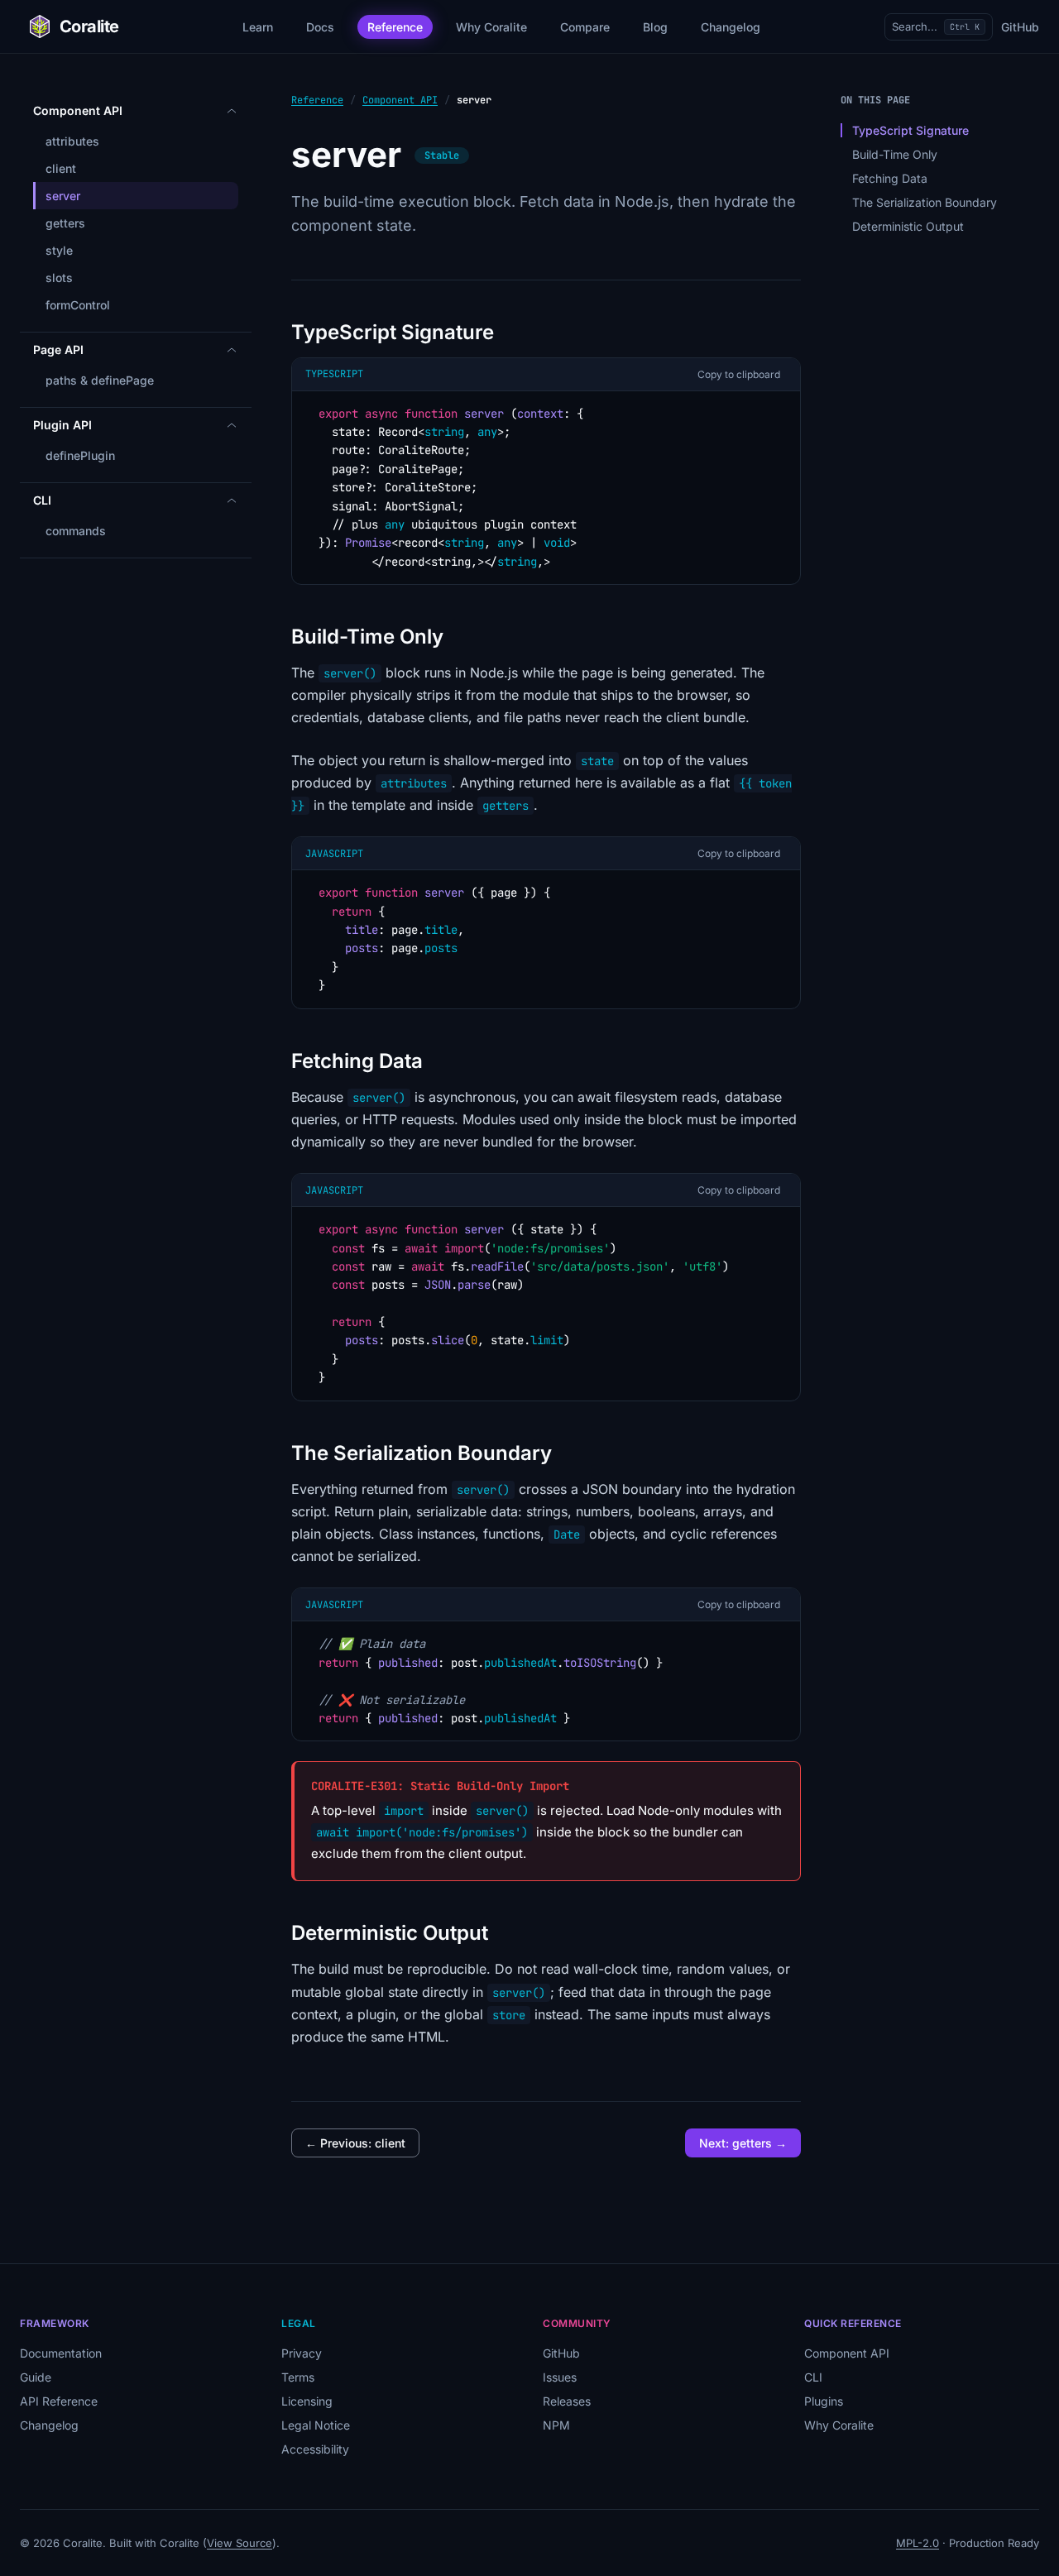 Coralite
Learn
Docs
Reference
Why Coralite
Compare
Blog
Changelog
Search...
Ctrl K
GitHub
Component API
attributes
client
server
getters
style
slots
formControl
Page API
paths & definePage
Plugin API
definePlugin
CLI
commands
Reference / Component API / server
server
Stable
The build-time execution block. Fetch data in Node.js, then hydrate the
component state.
TypeScript Signature
TYPESCRIPT
Copy to clipboard
export async function server (context: {
  state: Record<string, any>;
  route: CoraliteRoute;
  page?: CoralitePage;
  store?: CoraliteStore;
  signal: AbortSignal;
  // plus any ubiquitous plugin context
}): Promise<record<string, any> | void>
        </record<string,></string,>
Build-Time Only
The server() block runs in Node.js while the page is being generated. The
compiler physically strips it from the module that ships to the browser, so
credentials, database clients, and file paths never reach the client bundle.
The object you return is shallow-merged into state on top of the values
produced by attributes. Anything returned here is available as a flat {{ token
}} in the template and inside getters.
JAVASCRIPT
Copy to clipboard
export function server ({ page }) {
  return {
    title: page.title,
    posts: page.posts
  }
}
Fetching Data
Because server() is asynchronous, you can await filesystem reads, database
queries, or HTTP requests. Modules used only inside the block must be imported
dynamically so they are never bundled for the browser.
JAVASCRIPT
Copy to clipboard
export async function server ({ state }) {
  const fs = await import('node:fs/promises')
  const raw = await fs.readFile('src/data/posts.json', 'utf8')
  const posts = JSON.parse(raw)
  return {
    posts: posts.slice(0, state.limit)
  }
}
The Serialization Boundary
Everything returned from server() crosses a JSON boundary into the hydration
script. Return plain, serializable data: strings, numbers, booleans, arrays, and
plain objects. Class instances, functions, Date objects, and cyclic references
cannot be serialized.
JAVASCRIPT
Copy to clipboard
// ✅ Plain data
return { published: post.publishedAt.toISOString() }
// ❌ Not serializable
return { published: post.publishedAt }
CORALITE-E301: Static Build-Only Import
A top-level import inside server() is rejected. Load Node-only modules with
await import('node:fs/promises') inside the block so the bundler can
exclude them from the client output.
Deterministic Output
The build must be reproducible. Do not read wall-clock time, random values, or
mutable global state directly in server(); feed that data in through the page
context, a plugin, or the global store instead. The same inputs must always
produce the same HTML.
← Previous: client
Next: getters →
ON THIS PAGE
TypeScript Signature
Build-Time Only
Fetching Data
The Serialization Boundary
Deterministic Output
FRAMEWORK
Documentation
Guide
API Reference
Changelog
LEGAL
Privacy
Terms
Licensing
Legal Notice
Accessibility
COMMUNITY
GitHub
Issues
Releases
NPM
QUICK REFERENCE
Component API
CLI
Plugins
Why Coralite
© 2026 Coralite. Built with Coralite (View Source).
MPL-2.0 · Production Ready